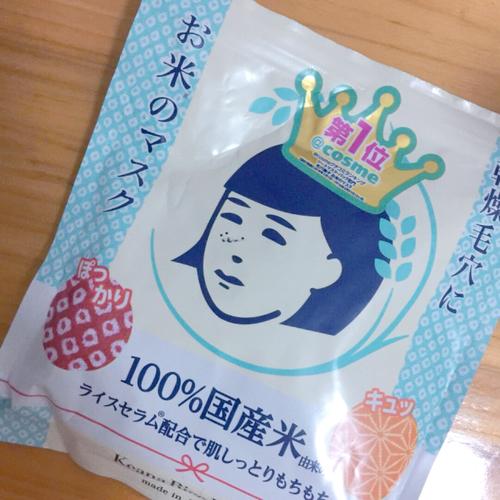 お米のマスク
第1位
@cosme
燥毛穴に
ぽっかり
キュッ
100%国産米
ライスセラム®配合で肌しっとりもちもち
made in